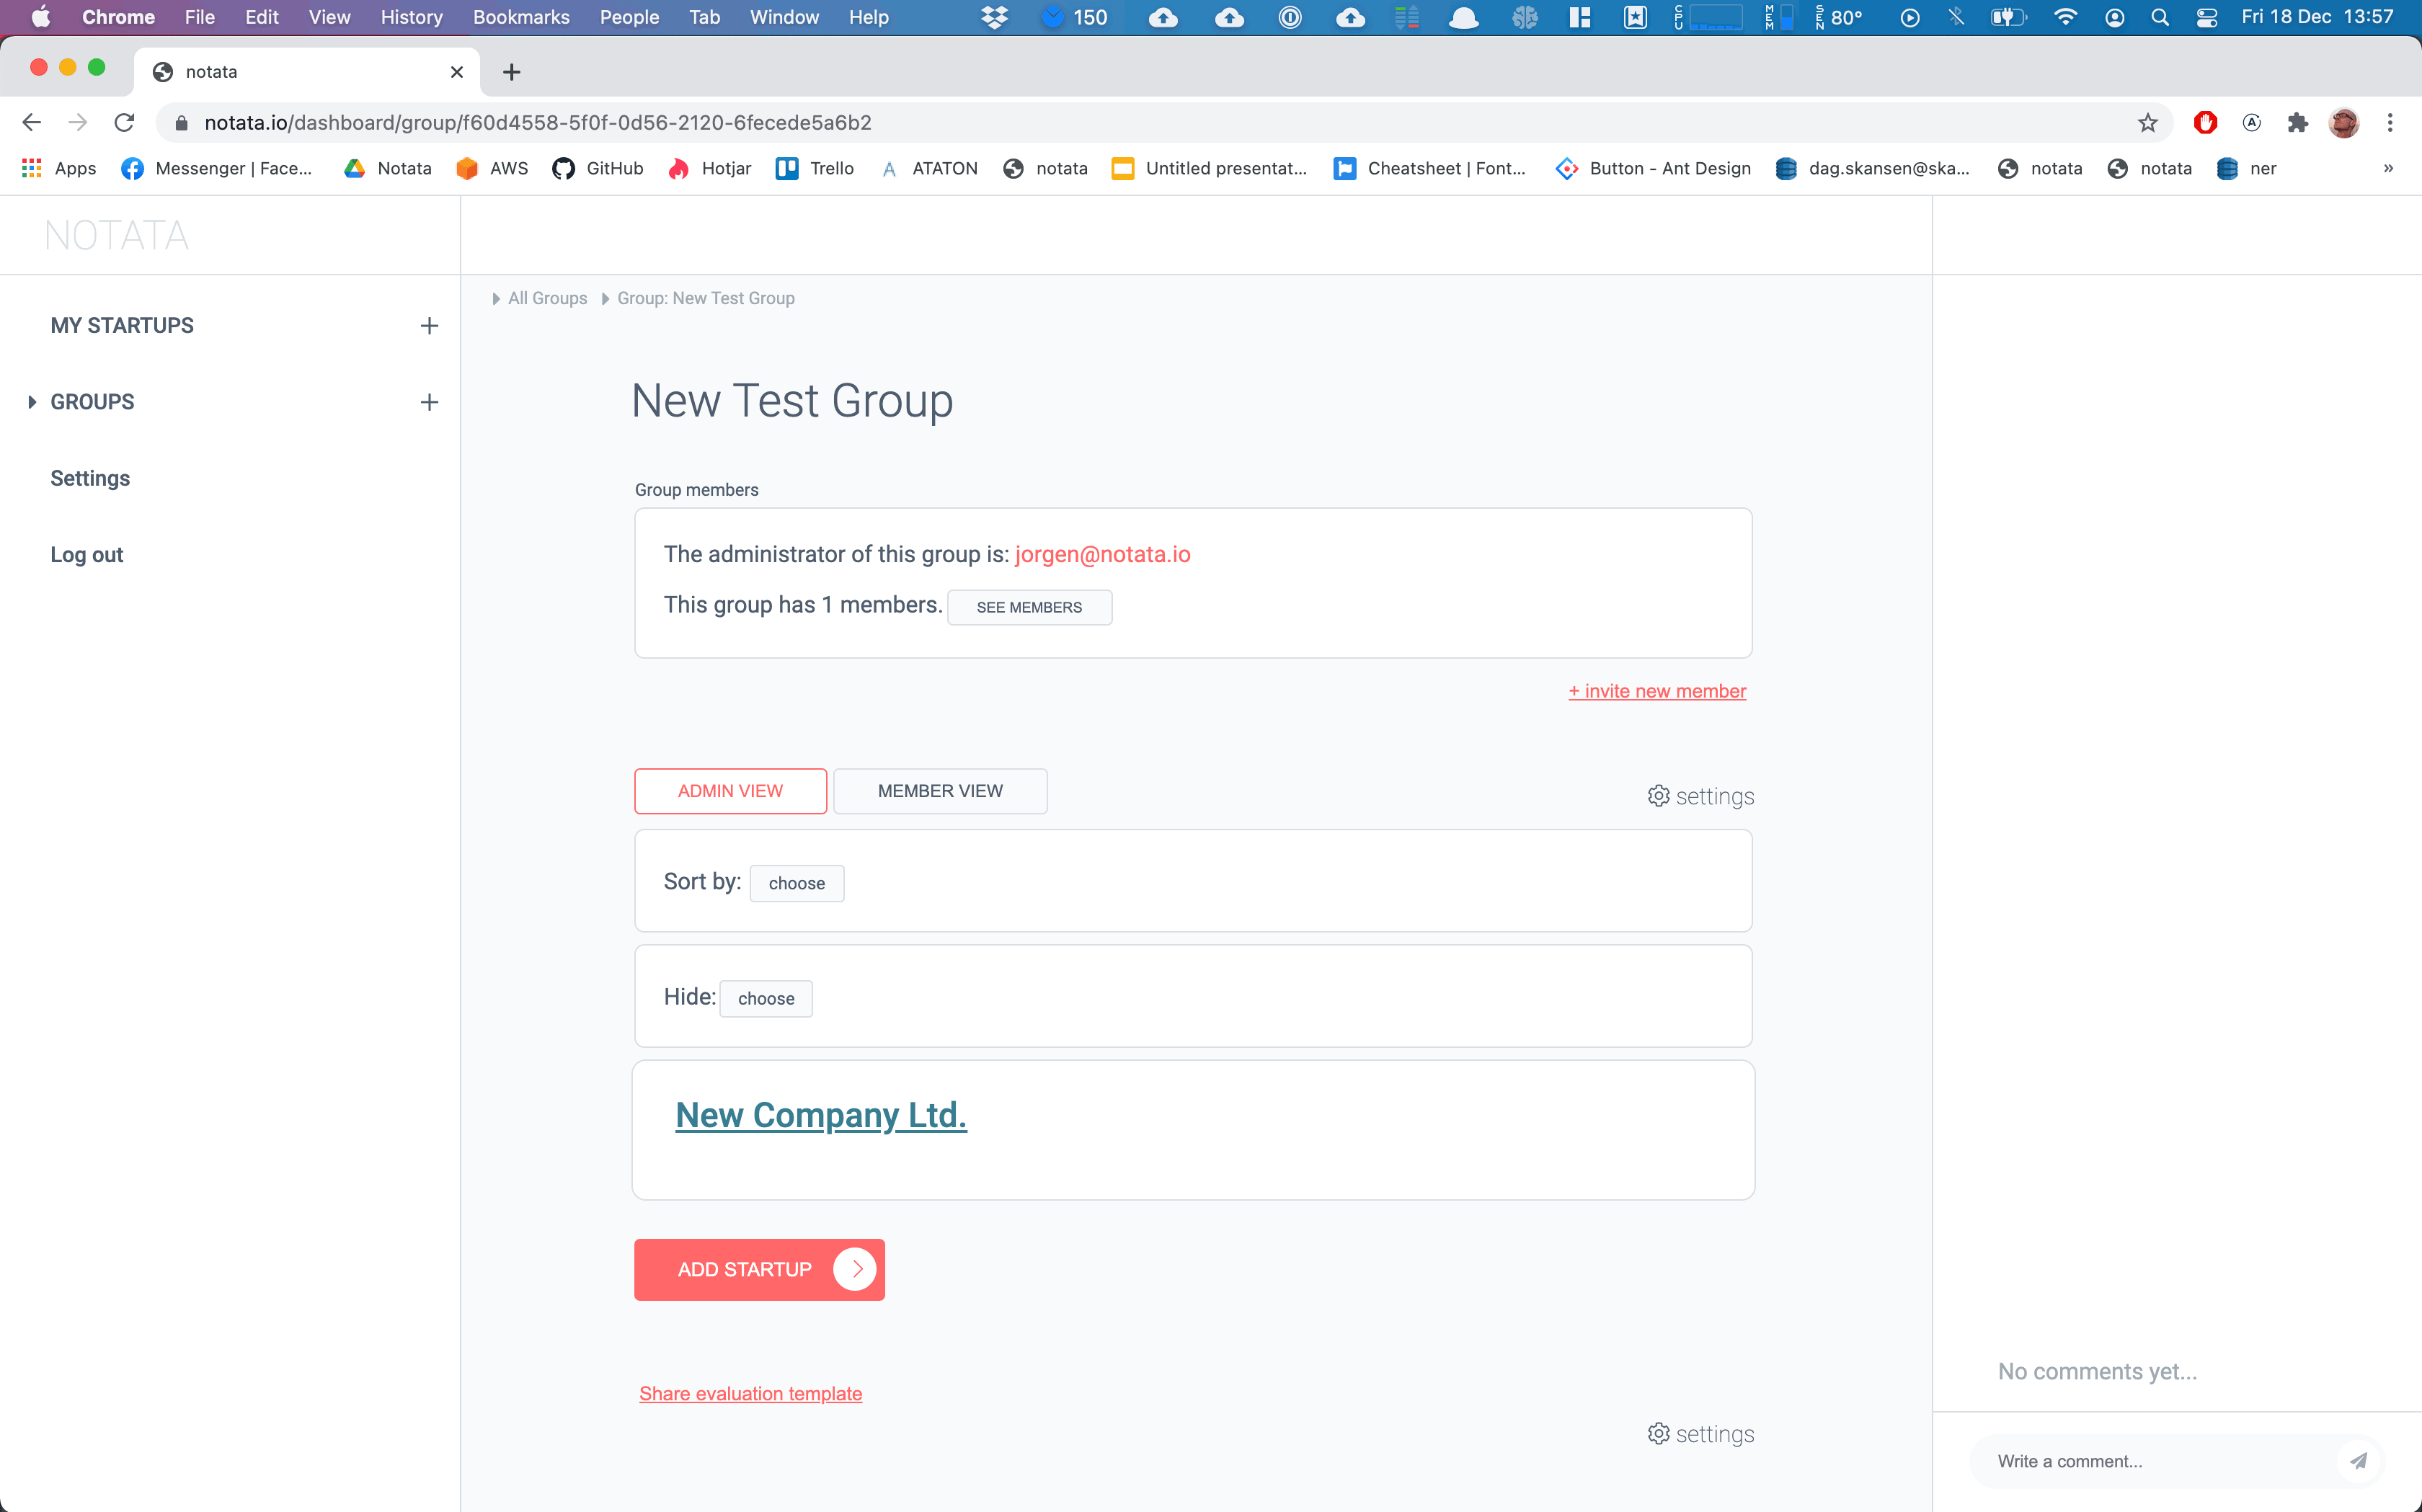 Chrome File Edit View History Bookmarks People Tab Window Help 150 CPU MEM SEN 80° Fri 18 Dec 13:57
notata
notata.io/dashboard/group/f60d4558-5f0f-0d56-2120-6fecede5a6b2
Apps Messenger | Face... Notata AWS GitHub Hotjar Trello ATATON notata Untitled presentat... Cheatsheet | Font... Button - Ant Design dag.skansen@ska... notata notata ner »
NOTATA
MY STARTUPS +
GROUPS +
Settings
Log out
All Groups Group: New Test Group
New Test Group
Group members
The administrator of this group is: jorgen@notata.io
This group has 1 members. SEE MEMBERS
+ invite new member
ADMIN VIEW MEMBER VIEW settings
Sort by: choose
Hide: choose
New Company Ltd.
ADD STARTUP
Share evaluation template
settings
No comments yet...
Write a comment...